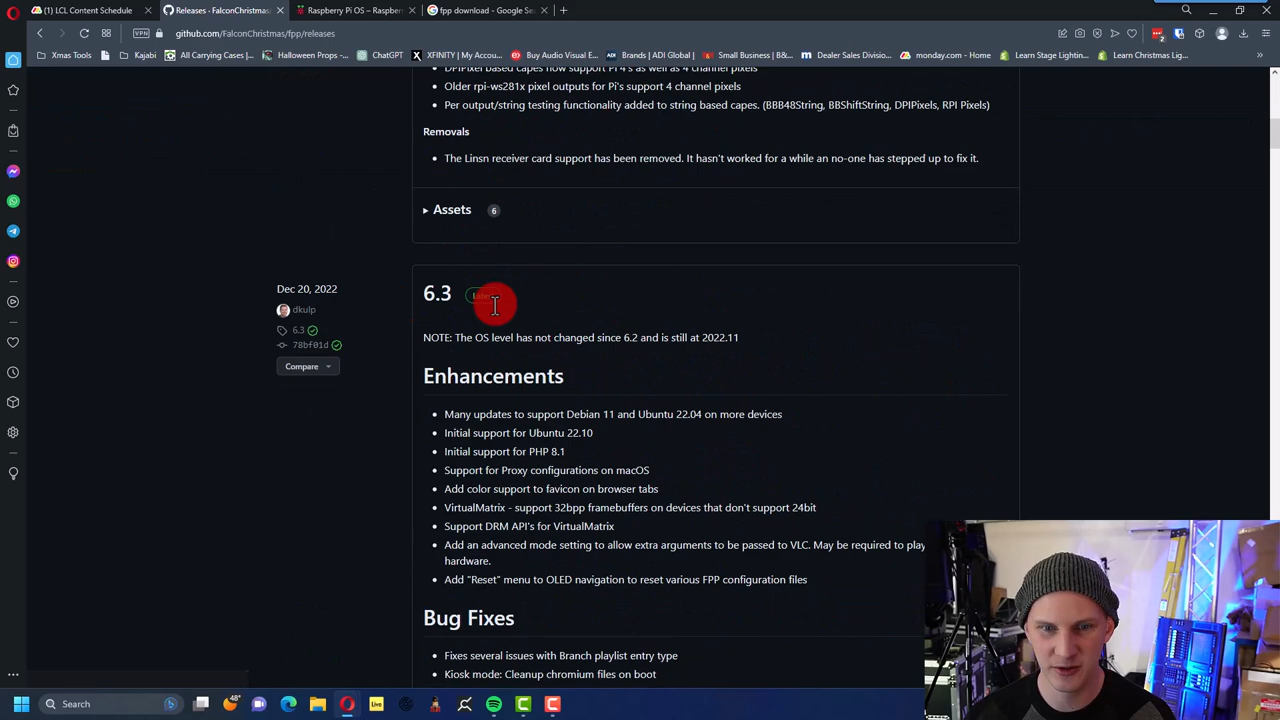 (1) LCL Content Schedule
Releases - FalconChristmas
Raspberry Pi OS – Raspberr
fpp download - Google Se
VPN
github.com/FalconChristmas/fpp/releases
Xmas Tools
Kajabi
All Carrying Cases |
Halloween Props -
ChatGPT
XFINITY | My Accou...
Buy Audio Visual E...
Brands | ADI Global |
Small Business | B&...
Dealer Sales Divisio...
monday.com - Home
Learn Stage Lightin...
Learn Christmas Lig...
DPIPixel based capes now support Pi 4's as well as 4 channel pixels
Older rpi-ws281x pixel outputs for Pi's support 4 channel pixels
Per output/string testing functionality added to string based capes. (BBB48String, BBShiftString, DPIPixels, RPI Pixels)
Removals
The Linsn receiver card support has been removed. It hasn't worked for a while an no-one has stepped up to fix it.
Assets 6
Dec 20, 2022
dkulp
6.3
78bf01d
Compare
6.3
NOTE: The OS level has not changed since 6.2 and is still at 2022.11
Enhancements
Many updates to support Debian 11 and Ubuntu 22.04 on more devices
Initial support for Ubuntu 22.10
Initial support for PHP 8.1
Support for Proxy configurations on macOS
Add color support to favicon on browser tabs
VirtualMatrix - support 32bpp framebuffers on devices that don't support 24bit
Support DRM API's for VirtualMatrix
Add an advanced mode setting to allow extra arguments to be passed to VLC. May be required to play
hardware.
Add "Reset" menu to OLED navigation to reset various FPP configuration files
Bug Fixes
Fixes several issues with Branch playlist entry type
Kiosk mode: Cleanup chromium files on boot
Search
48°
Live